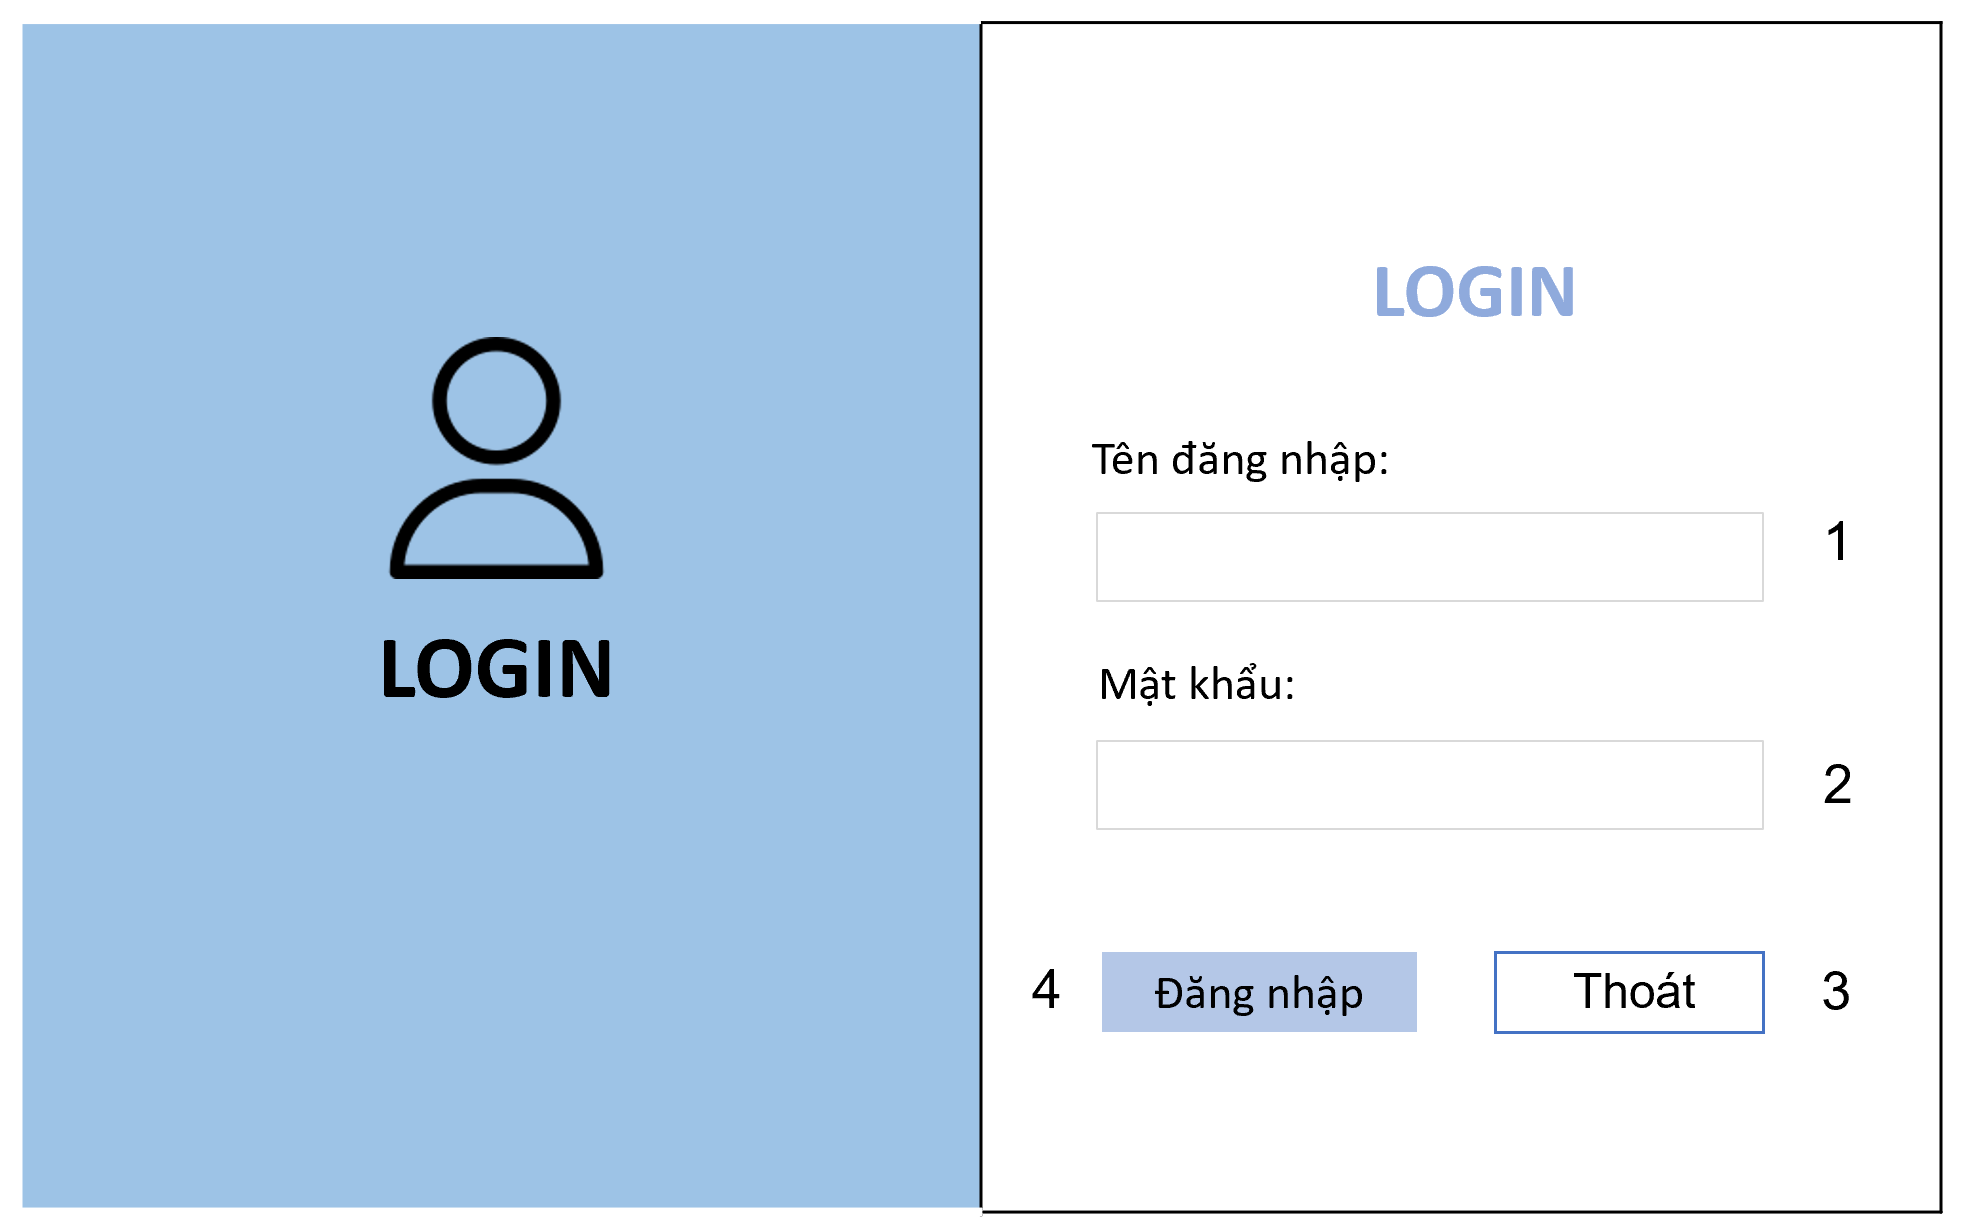 LOGIN
LOGIN
Tên đăng nhập:
1
Mật khẩu:
2
4 Đăng nhập Thoát 3